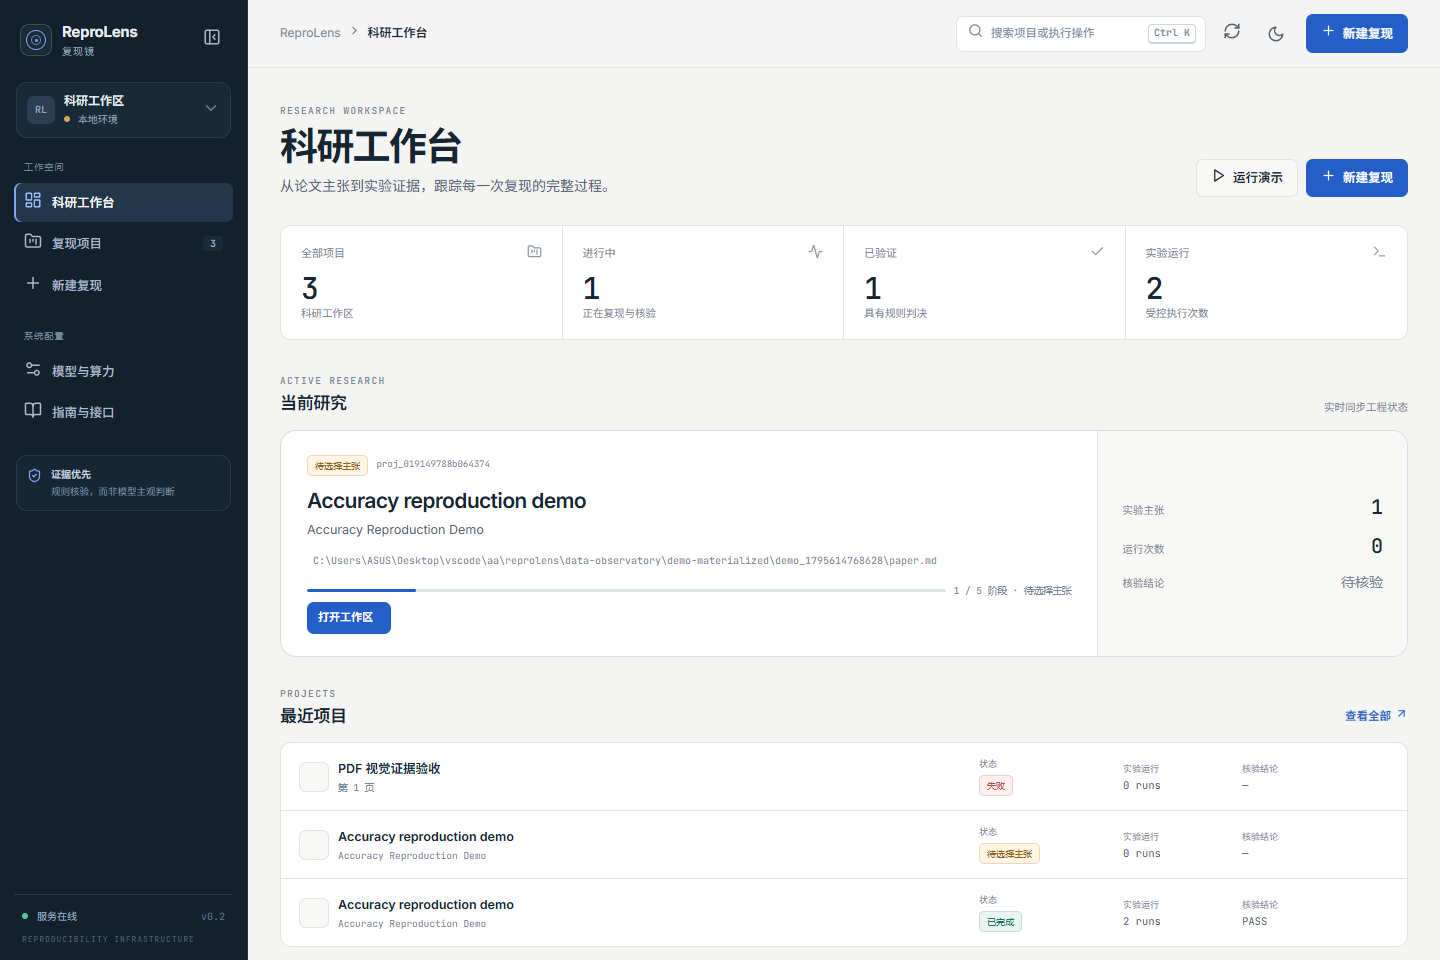 ReproLens
复现镜
RL
科研工作区
本地环境
工作空间
科研工作台
复现项目
3
新建复现
系统配置
模型与算力
指南与接口
证据优先
规则核验，而非模型主观判断
服务在线
v0.2
REPRODUCIBILITY INFRASTRUCTURE
ReproLens
科研工作台
搜索项目或执行操作
Ctrl K
新建复现
RESEARCH WORKSPACE
科研工作台
从论文主张到实验证据，跟踪每一次复现的完整过程。
运行演示
新建复现
全部项目
3
科研工作区
进行中
1
正在复现与核验
已验证
1
具有规则判决
实验运行
2
受控执行次数
ACTIVE RESEARCH
当前研究
实时同步工程状态
待选择主张
proj_019149788b064374
Accuracy reproduction demo
Accuracy Reproduction Demo
C:\Users\ASUS\Desktop\vscode\aa\reprolens\data-observatory\demo-materialized\demo_1795614768628\paper.md
1 / 5 阶段 · 待选择主张
打开工作区
实验主张
1
运行次数
0
核验结论
待核验
PROJECTS
最近项目
查看全部
PDF 视觉证据验收
第 1 页
状态
失败
实验运行
0 runs
核验结论
—
Accuracy reproduction demo
Accuracy Reproduction Demo
状态
待选择主张
实验运行
0 runs
核验结论
—
Accuracy reproduction demo
Accuracy Reproduction Demo
状态
已完成
实验运行
2 runs
核验结论
PASS